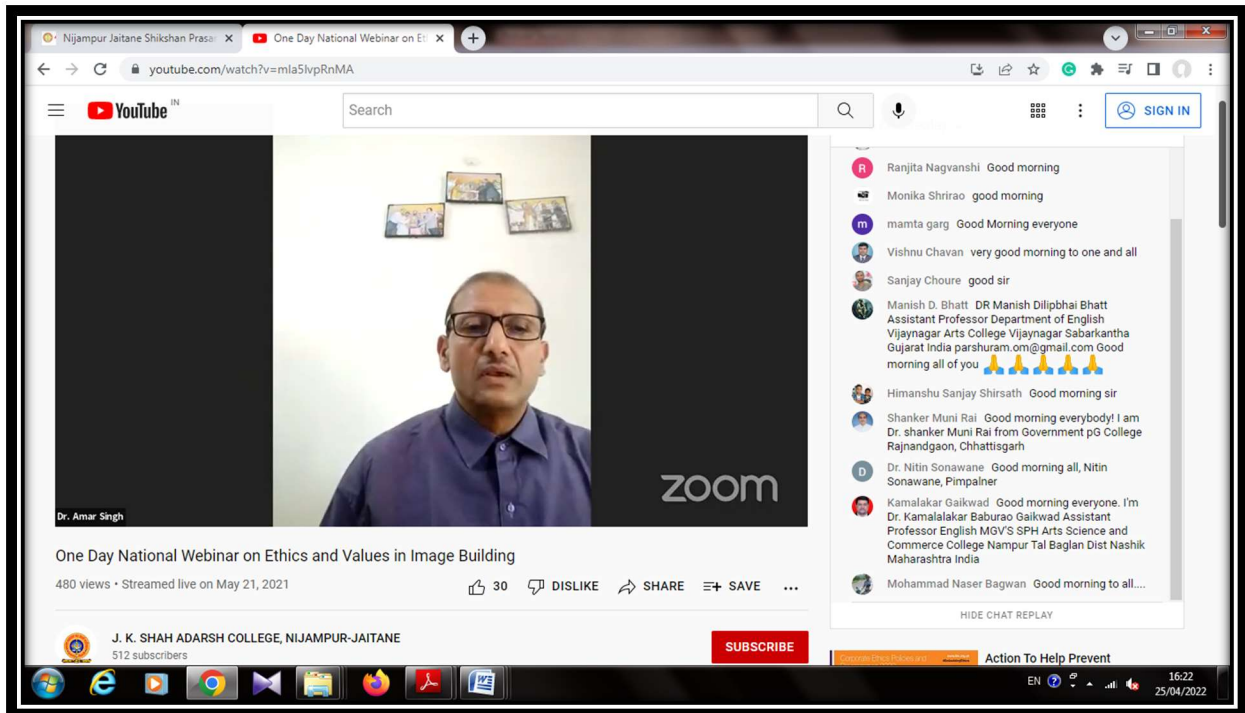 Nijampur Jaitane Shikshan Prasa
One Day National Webinar on Et
youtube.com/watch?v=mla5lvpRnMA
YouTube IN
Search
SIGN IN
Ranjita Nagvanshi Good morning
Monika Shrirao good morning
m
mamta garg Good Morning everyone
Vishnu Chavan very good morning to one and all
Sanjay Choure good sir
Manish D. Bhatt DR Manish Dilipbhai Bhatt
Assistant Professor Department of English
Vijaynagar Arts College Vijaynagar Sabarkantha
Gujarat India parshuram.om@gmail.com Good
morning all of you 🙏🙏🙏🙏🙏
Himanshu Sanjay Shirsath Good morning sir
Shanker Muni Rai Good morning everybody! I am
Dr. shanker Muni Rai from Government pG College
Rajnandgaon, Chhattisgarh
D
Dr. Nitin Sonawane Good morning all, Nitin
Sonawane, Pimpalner
Kamalakar Gaikwad Good morning everyone. I'm
Dr. Kamalalakar Baburao Gaikwad Assistant
Professor English MGV'S SPH Arts Science and
Commerce College Nampur Tal Baglan Dist Nashik
Maharashtra India
Mohammad Naser Bagwan Good morning to all....
HIDE CHAT REPLAY
zoom
Dr. Amar Singh
One Day National Webinar on Ethics and Values in Image Building
480 views • Streamed live on May 21, 2021
30 DISLIKE SHARE SAVE ...
J. K. SHAH ADARSH COLLEGE, NIJAMPUR-JAITANE
512 subscribers
SUBSCRIBE
Corporate Ethics Policies and
Action To Help Prevent
EN
16:22
25/04/2022